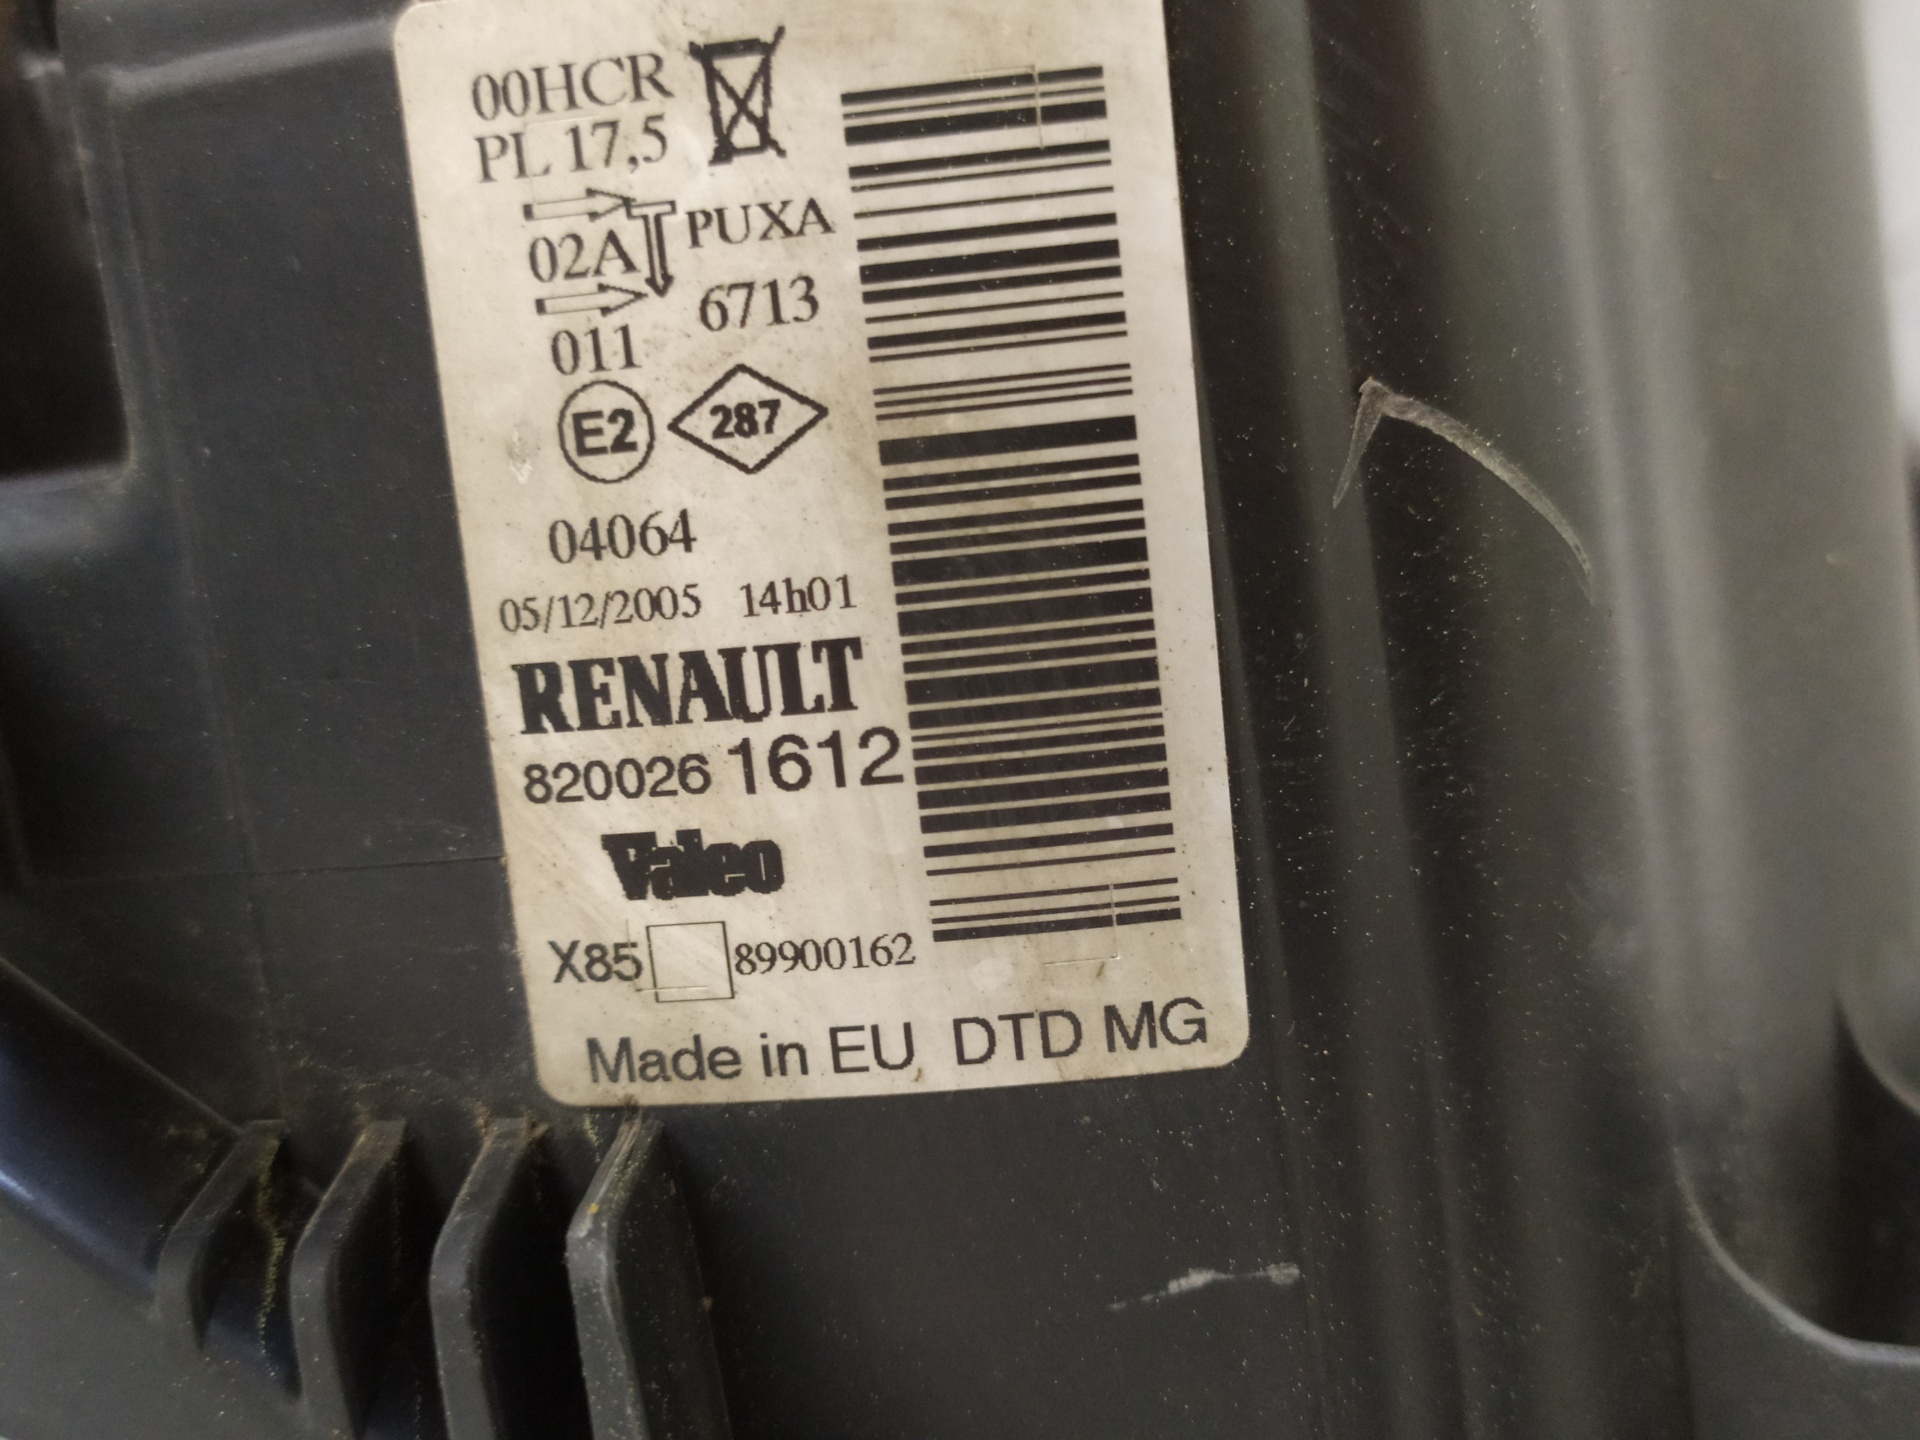 00HCR
PL 17,5
02A PUXA
6713
011
E2 287
04064
05/12/2005 14h01
RENAULT
820026 1612
Valeo
X85 89900162
Made in EU DTD MG